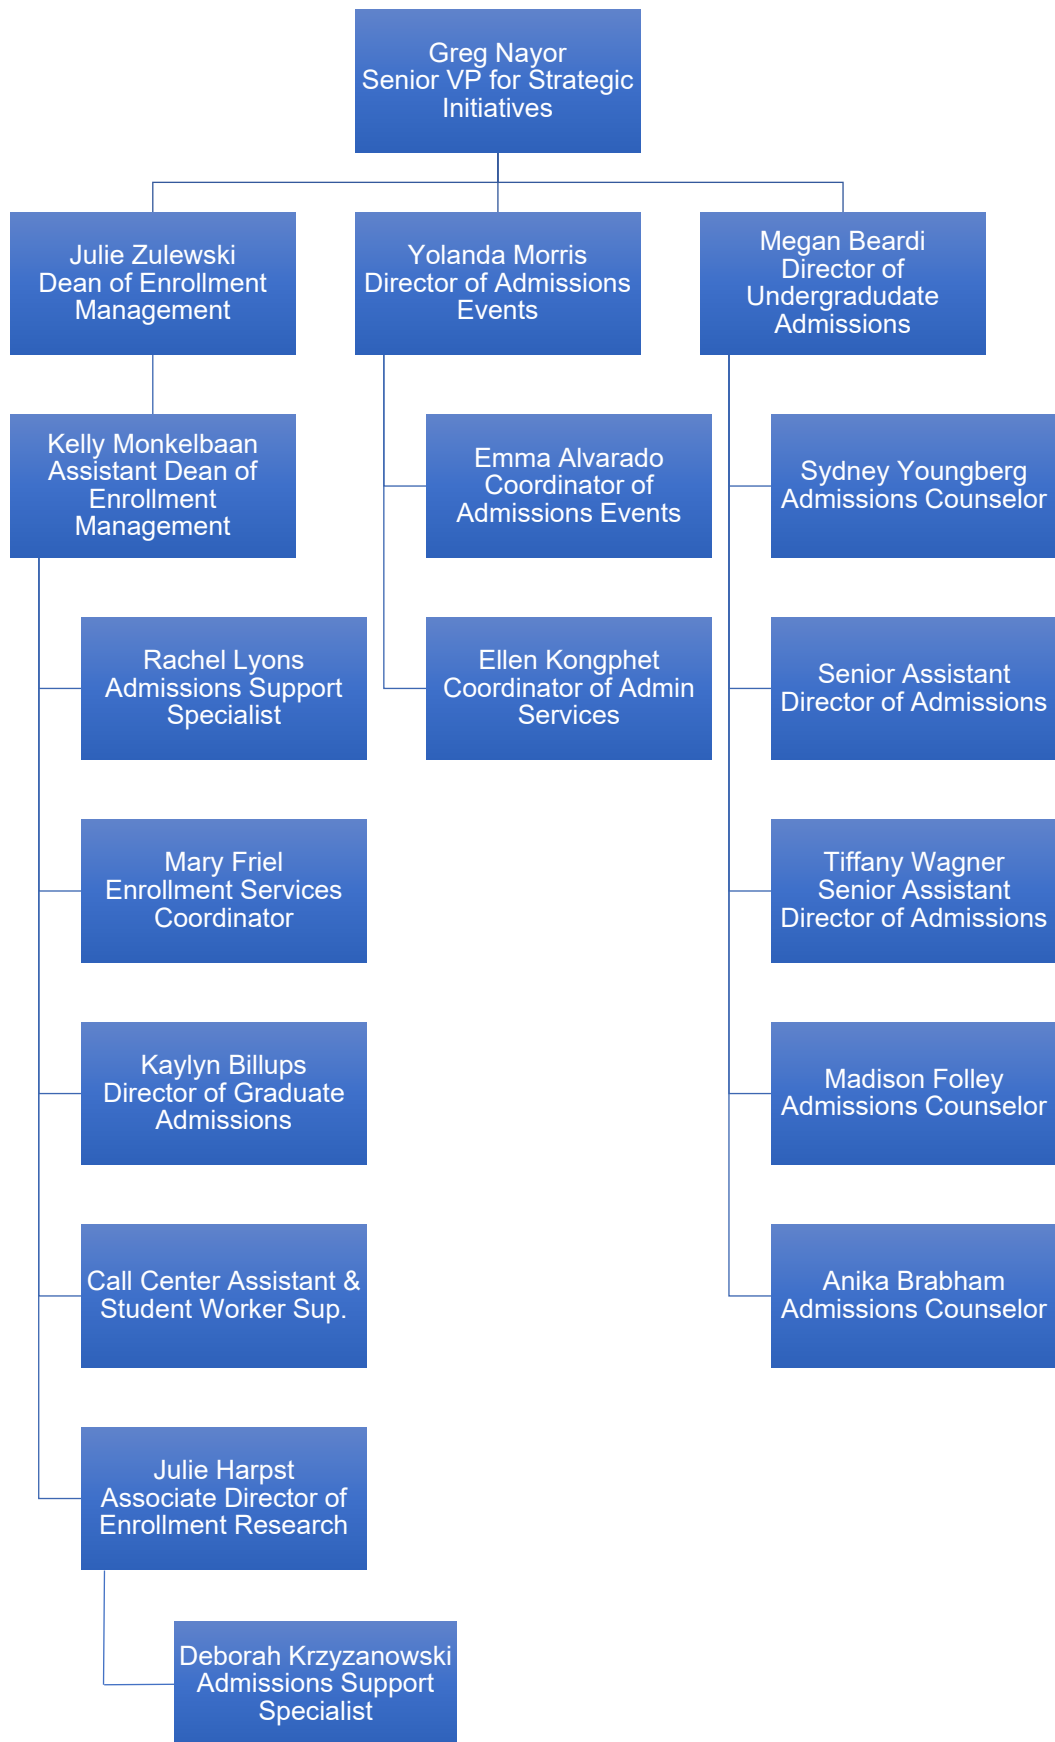 Greg Nayor
Senior VP for Strategic
Initiatives
Julie Zulewski
Dean of Enrollment
Management
Yolanda Morris
Director of Admissions
Events
Megan Beardi
Director of
Undergradudate
Admissions
Kelly Monkelbaan
Assistant Dean of
Enrollment
Management
Emma Alvarado
Coordinator of
Admissions Events
Sydney Youngberg
Admissions Counselor
Rachel Lyons
Admissions Support
Specialist
Ellen Kongphet
Coordinator of Admin
Services
Senior Assistant
Director of Admissions
Mary Friel
Enrollment Services
Coordinator
Tiffany Wagner
Senior Assistant
Director of Admissions
Kaylyn Billups
Director of Graduate
Admissions
Madison Folley
Admissions Counselor
Call Center Assistant &
Student Worker Sup.
Anika Brabham
Admissions Counselor
Julie Harpst
Associate Director of
Enrollment Research
Deborah Krzyzanowski
Admissions Support
Specialist